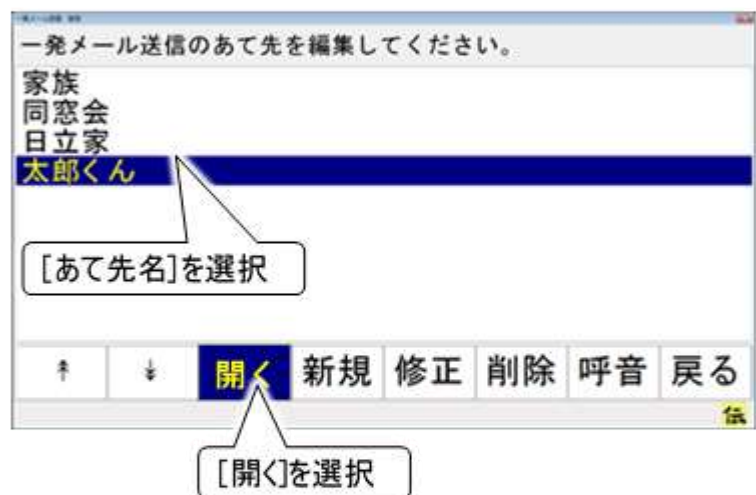 一発メール送信のあて先を編集してください。
家族
同窓会
日立家
太郎くん
[あて先名]を選択
↟ ↡ 開く 新規 修正 削除 呼音 戻る
伝
[開く]を選択